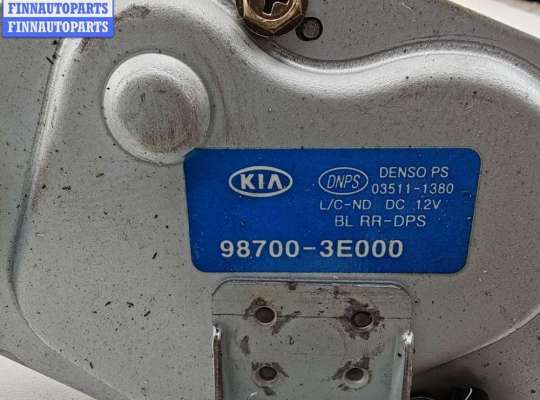 FINNAUTOPARTS
FINNAUTOPARTS
KIA DNPS DENSO PS
03511-1380
L/C-ND DC 12V
BL RR-DPS
98700-3E000